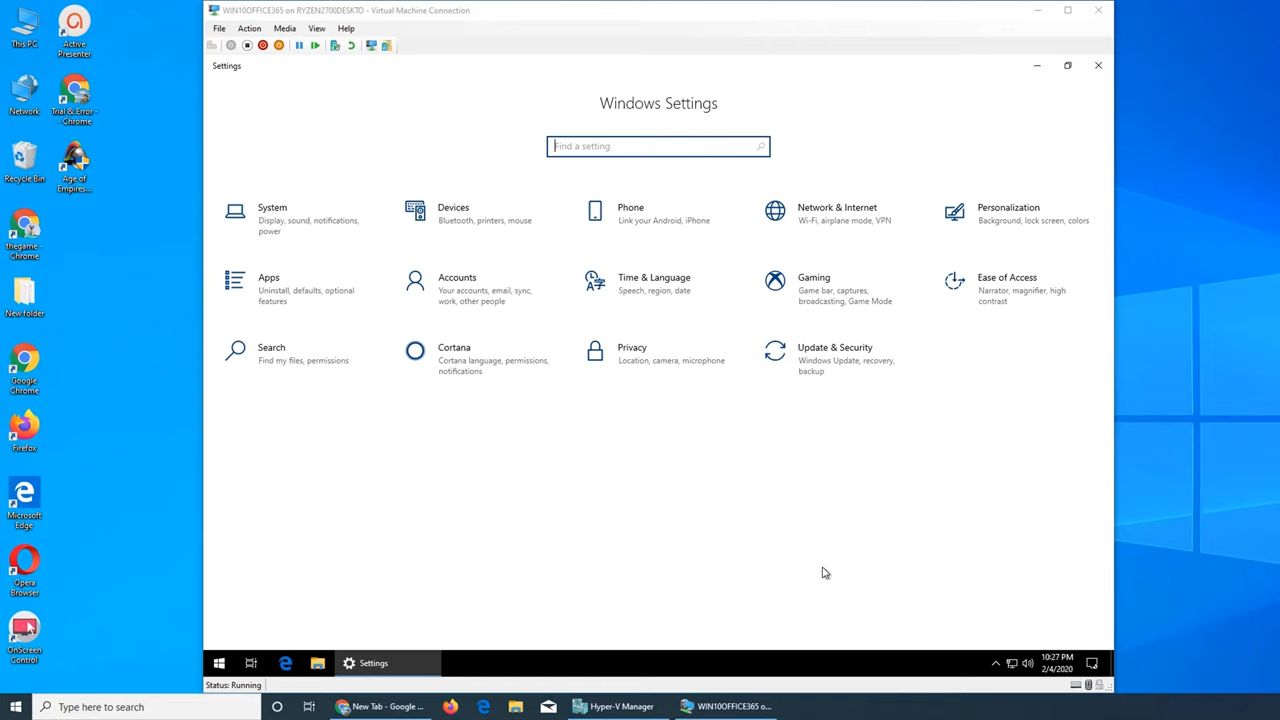 This PC
Active
Presenter
Network
Trial & Error -
- Chrome
Recycle Bin
Age of
Empires...
thegame -
Chrome
New folder
Google
Chrome
Firefox
Microsoft
Edge
Opera
Browser
OnScreen
Control
WIN10OFFICE365 on RYZEN2700DESKTO - Virtual Machine Connection
File Action Media View Help
Settings
Windows Settings
Find a setting
System
Display, sound, notifications,
power
Devices
Bluetooth, printers, mouse
Phone
Link your Android, iPhone
Network & Internet
Wi-Fi, airplane mode, VPN
Personalization
Background, lock screen, colors
Apps
Uninstall, defaults, optional
features
Accounts
Your accounts, email, sync,
work, other people
Time & Language
Speech, region, date
Gaming
Game bar, captures,
broadcasting, Game Mode
Ease of Access
Narrator, magnifier, high
contrast
Search
Find my files, permissions
Cortana
Cortana language, permissions,
notifications
Privacy
Location, camera, microphone
Update & Security
Windows Update, recovery,
backup
Settings
10:27 PM
2/4/2020
Status: Running
Type here to search
New Tab - Google ...
Hyper-V Manager
WIN10OFFICE365 o...